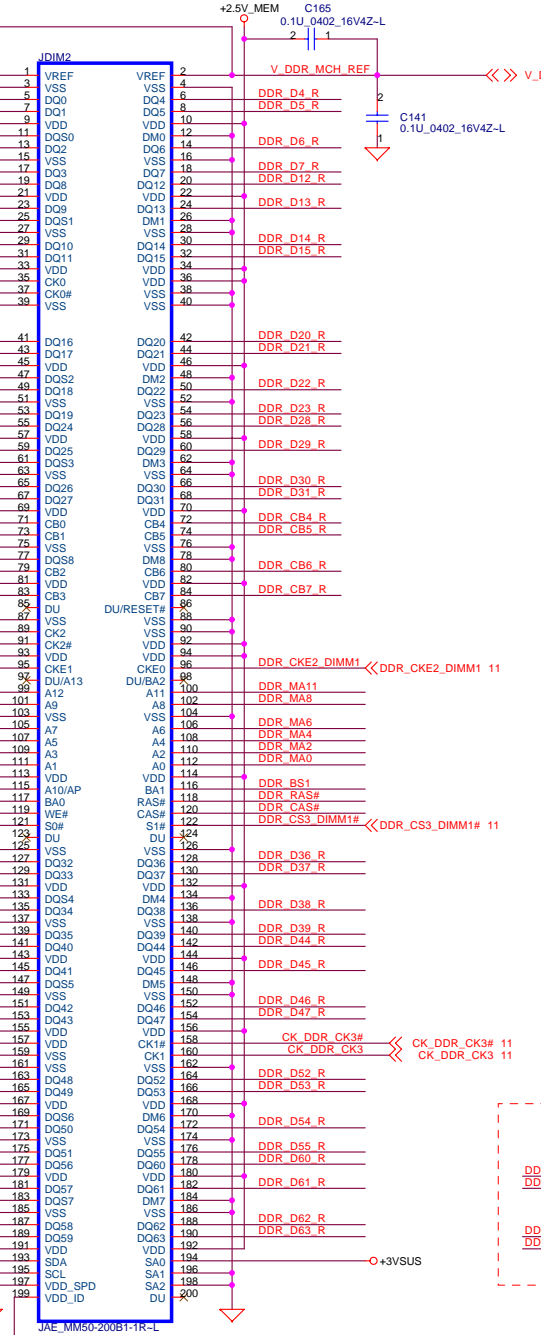 +2.5V_MEM
C165
0.1U_0402_16V4Z~L
2 1
JDIM2
1 VREF VREF 2 V_DDR_MCH_REF
3 VSS VSS 4
5 DQ0 DQ4 6 DDR_D4_R
7 DQ1 DQ5 8 DDR_D5_R
9 VDD VDD 10
11 DQS0 DM0 12
13 DQ2 DQ6 14 DDR_D6_R
15 VSS VSS 16
17 DQ3 DQ7 18 DDR_D7_R
19 DQ8 DQ12 20 DDR_D12_R
21 VDD VDD 22
23 DQ9 DQ13 24 DDR_D13_R
25 DQS1 DM1 26
27 VSS VSS 28
29 DQ10 DQ14 30 DDR_D14_R
31 DQ11 DQ15 32 DDR_D15_R
33 VDD VDD 34
35 CK0 VDD 36
37 CK0# VSS 38
39 VSS VSS 40
2
C141
0.1U_0402_16V4Z~L
1
41 DQ16 DQ20 42 DDR_D20_R
43 DQ17 DQ21 44 DDR_D21_R
45 VDD VDD 46
47 DQS2 DM2 48
49 DQ18 DQ22 50 DDR_D22_R
51 VSS VSS 52
53 DQ19 DQ23 54 DDR_D23_R
55 DQ24 DQ28 56 DDR_D28_R
57 VDD VDD 58
59 DQ25 DQ29 60 DDR_D29_R
61 DQS3 DM3 62
63 VSS VSS 64
65 DQ26 DQ30 66 DDR_D30_R
67 DQ27 DQ31 68 DDR_D31_R
69 VDD VDD 70
71 CB0 CB4 72 DDR_CB4_R
73 CB1 CB5 74 DDR_CB5_R
75 VSS VSS 76
77 DQS8 DM8 78
79 CB2 CB6 80 DDR_CB6_R
81 VDD VDD 82
83 CB3 CB7 84 DDR_CB7_R
85 DU DU/RESET# 86
87 VSS VSS 88
89 CK2 VSS 90
91 CK2# VDD 92
93 VDD VDD 94
95 CKE1 CKE0 96 DDR_CKE2_DIMM1 DDR_CKE2_DIMM1 11
97 DU/A13 DU/BA2 98
99 A12 A11 100 DDR_MA11
101 A9 A8 102 DDR_MA8
103 VSS VSS 104
105 A7 A6 106 DDR_MA6
107 A5 A4 108 DDR_MA4
109 A3 A2 110 DDR_MA2
111 A1 A0 112 DDR_MA0
113 VDD VDD 114
115 A10/AP BA1 116 DDR_BS1
117 BA0 RAS# 118 DDR_RAS#
119 WE# CAS# 120 DDR_CAS#
121 S0# S1# 122 DDR_CS3_DIMM1# DDR_CS3_DIMM1# 11
123 DU DU 124
125 VSS VSS 126
127 DQ32 DQ36 128 DDR_D36_R
129 DQ33 DQ37 130 DDR_D37_R
131 VDD VDD 132
133 DQS4 DM4 134
135 DQ34 DQ38 136 DDR_D38_R
137 VSS VSS 138
139 DQ35 DQ39 140 DDR_D39_R
141 DQ40 DQ44 142 DDR_D44_R
143 VDD VDD 144
145 DQ41 DQ45 146 DDR_D45_R
147 DQS5 DM5 148
149 VSS VSS 150
151 DQ42 DQ46 152 DDR_D46_R
153 DQ43 DQ47 154 DDR_D47_R
155 VDD VDD 156
157 VDD CK1# 158 CK_DDR_CK3# CK_DDR_CK3# 11
159 VSS CK1 160 CK_DDR_CK3 CK_DDR_CK3 11
161 VSS VSS 162
163 DQ48 DQ52 164 DDR_D52_R
165 DQ49 DQ53 166 DDR_D53_R
167 VDD VDD 168
169 DQS6 DM6 170
171 DQ50 DQ54 172 DDR_D54_R
173 VSS VSS 174
175 DQ51 DQ55 176 DDR_D55_R
177 DQ56 DQ60 178 DDR_D60_R
179 VDD VDD 180
181 DQ57 DQ61 182 DDR_D61_R
183 DQS7 DM7 184
185 VSS VSS 186
187 DQ58 DQ62 188 DDR_D62_R
189 DQ59 DQ63 190 DDR_D63_R
191 VDD VDD 192
193 SDA SA0 194 +3VSUS
195 SCL SA1 196
197 VDD_SPD SA2 198
199 VDD_ID DU 200
JAE_MM50-200B1-1R~L
DD
DD
DD
DD